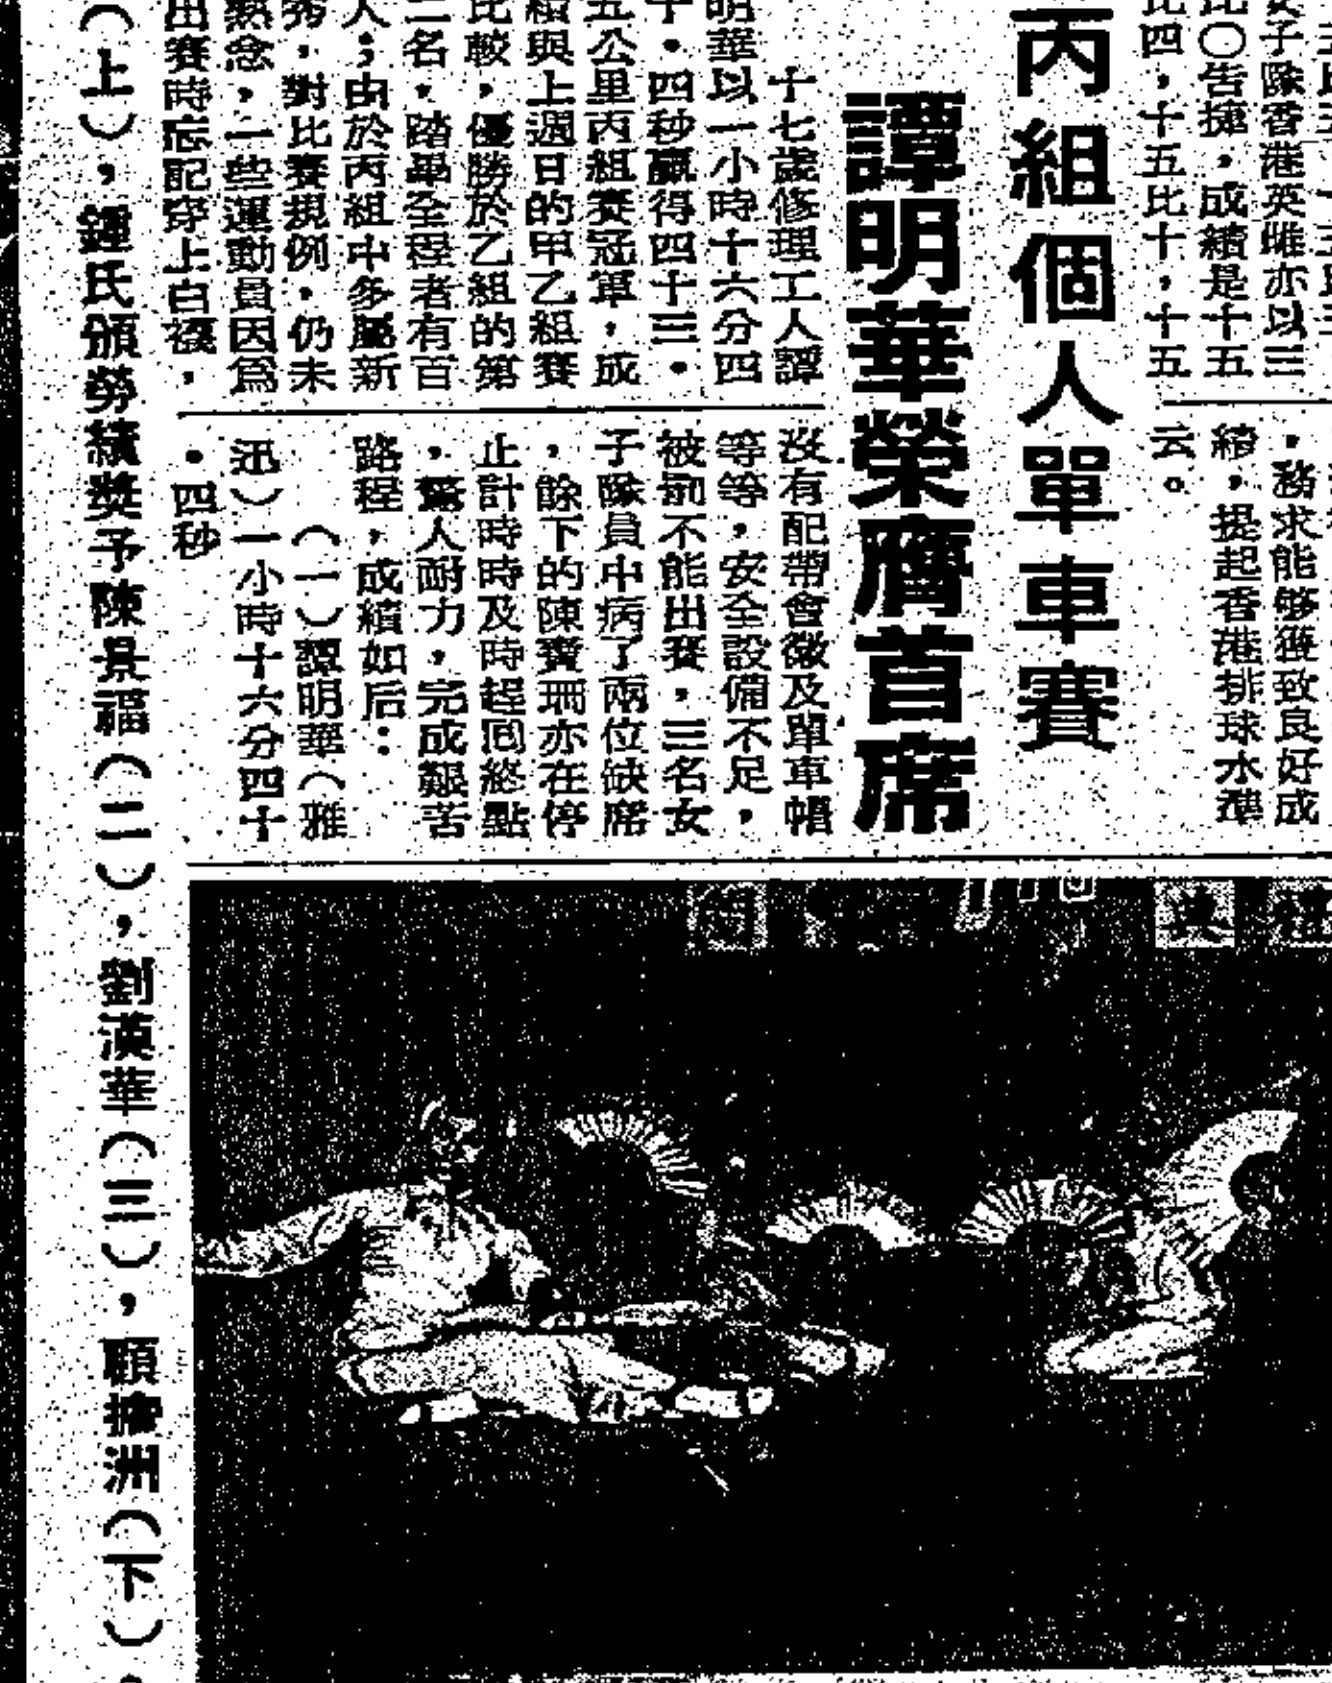 女子隊香港英雌亦以三
比〇告捷，成績是十五
比四，十五比十，十五
，務求能够獲致良好成
績，提起香港排球水準
云。
丙組個人單車賽
譚明華榮膺首席
十七歲修理工人譚
明華以一小時十六分四
十．四秒贏得四十三．
五公里丙組賽冠軍，成
績與上週日的甲乙組賽
比較，優勝於乙組的第
二名，踏畢全程者有百
人；由於丙組中多屬新
秀，對比賽規例，仍未
熟念，一些運動員因爲
出賽時忘記穿上白襪，
没有配帶會徽及單車帽
等等，安全設備不足，
被罰不能出賽，三名女
子隊員中病了兩位缺席
，餘下的陳寶珊亦在停
止計時時及時趕囘終點
，驚人耐力，完成艱苦
路程，成績如后：
（一）譚明華（雅
迅）一小時十六分四十
．四秒
（上），鍾氏頒勞績獎予陳景福（二），劉漢華（三），顧擔洲（下）。
典禮